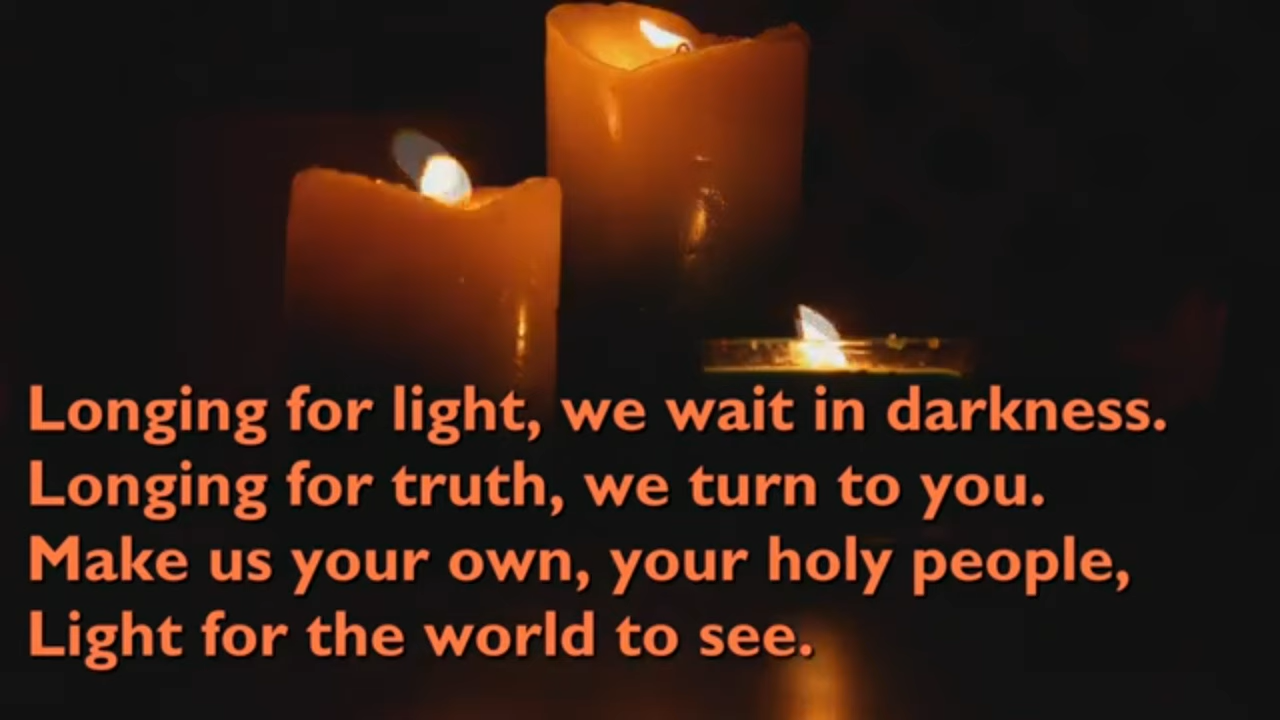 Longing for light, we wait in darkness.
Longing for truth, we turn to you.
Make us your own, your holy people,
Light for the world to see.